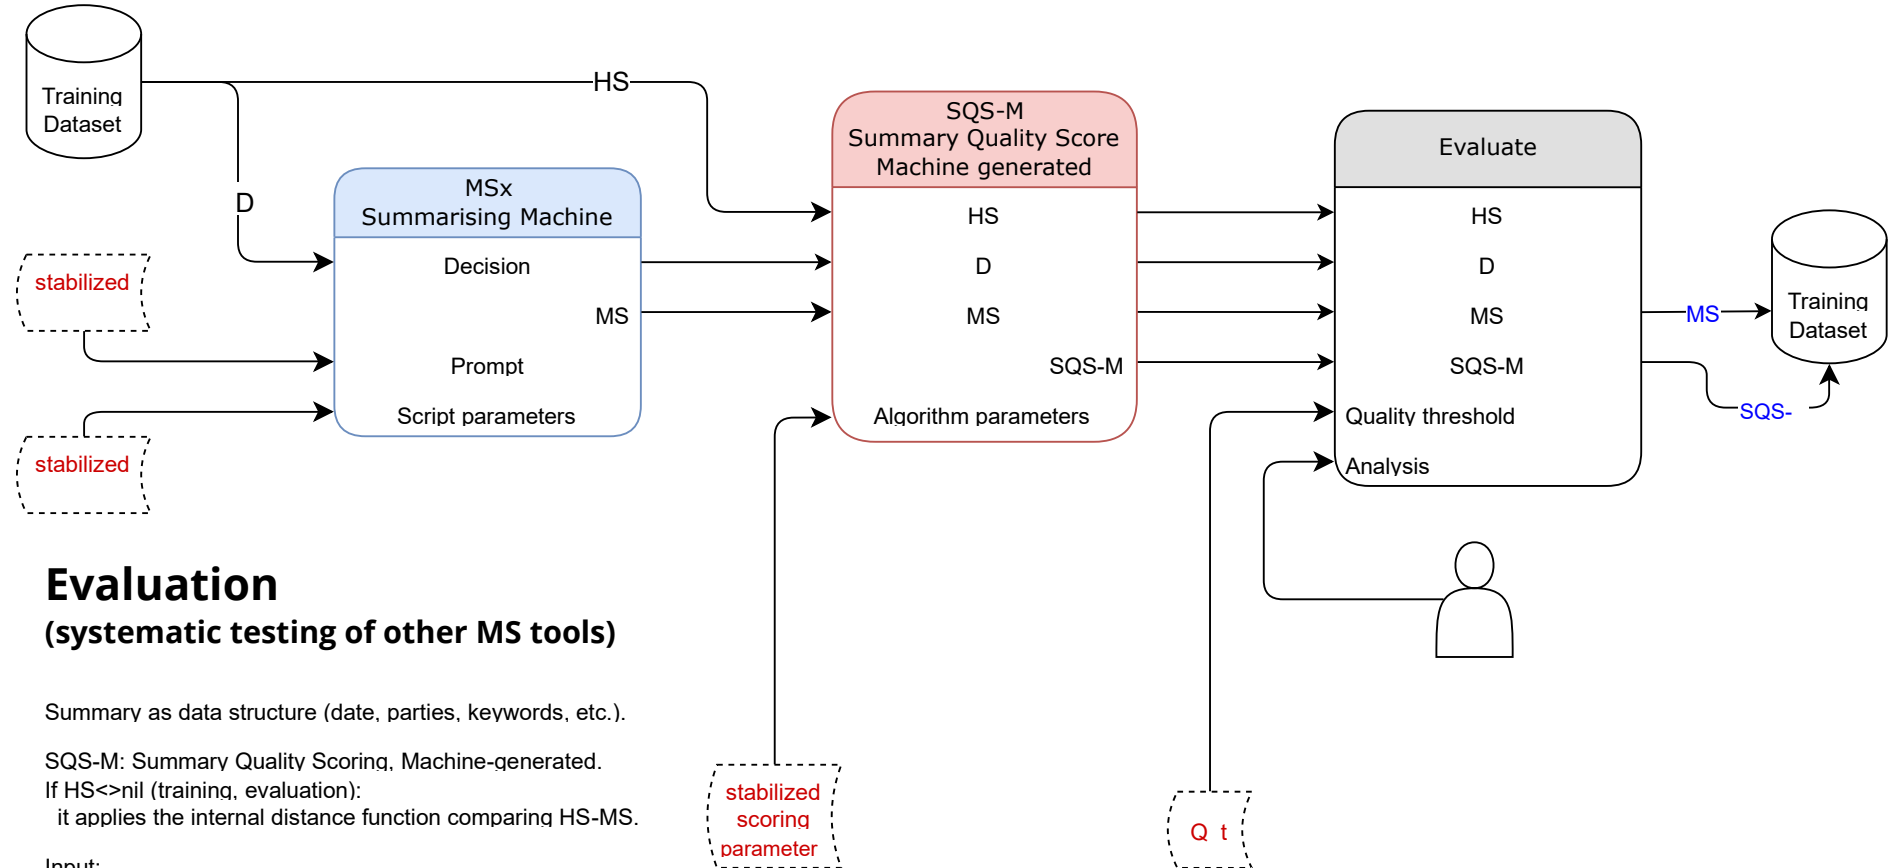 Training
Dataset
HS
D
MSx
Summarising Machine
Decision
MS
Prompt
Script parameters
stabilized
stabilized
SQS-M
Summary Quality Score
Machine generated
HS
D
MS
SQS-M
Algorithm parameters
Evaluate
HS
D
MS
SQS-M
Quality threshold
Analysis
MS
SQS-
Training
Dataset
Evaluation
(systematic testing of other MS tools)
Summary as data structure (date, parties, keywords, etc.).
SQS-M: Summary Quality Scoring, Machine-generated.
If HS<>nil (training, evaluation):
it applies the internal distance function comparing HS-MS.
Input:
stabilized
scoring
parameter
Q t